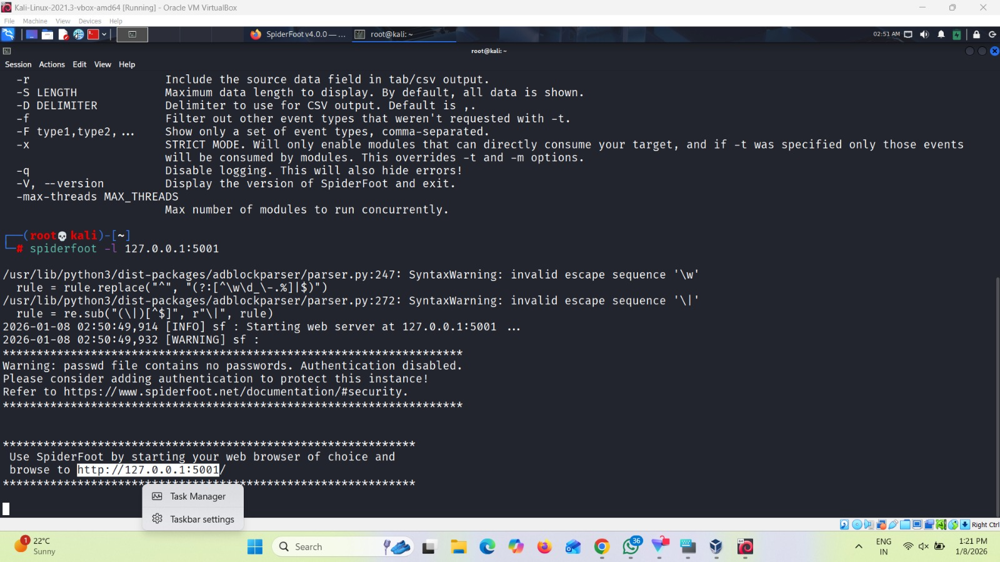 Kali-Linux-2021.3-vbox-amd64 [Running] - Oracle VM VirtualBox
File Machine View Devices Help
SpiderFoot v4.0.0 — ... root@kali: ~ 02:51 AM
root@kali: ~
Session Actions Edit View Help
-r Include the source data field in tab/csv output.
-S LENGTH Maximum data length to display. By default, all data is shown.
-D DELIMITER Delimiter to use for CSV output. Default is ,.
-f Filter out other event types that weren't requested with -t.
-F type1,type2, ... Show only a set of event types, comma-separated.
-x STRICT MODE. Will only enable modules that can directly consume your target, and if -t was specified only those events
will be consumed by modules. This overrides -t and -m options.
-q Disable logging. This will also hide errors!
-V, --version Display the version of SpiderFoot and exit.
-max-threads MAX_THREADS
Max number of modules to run concurrently.
┌──(root💀kali)-[~]
└─# spiderfoot -l 127.0.0.1:5001
/usr/lib/python3/dist-packages/adblockparser/parser.py:247: SyntaxWarning: invalid escape sequence '\w'
rule = rule.replace("^", "(?:[^\w\d_\-.%]|$)")
/usr/lib/python3/dist-packages/adblockparser/parser.py:272: SyntaxWarning: invalid escape sequence '\|'
rule = re.sub("(\|)[^$]", r"\|", rule)
2026-01-08 02:50:49,914 [INFO] sf : Starting web server at 127.0.0.1:5001 ...
2026-01-08 02:50:49,932 [WARNING] sf :
********************************************************************
Warning: passwd file contains no passwords. Authentication disabled.
Please consider adding authentication to protect this instance!
Refer to https://www.spiderfoot.net/documentation/#security.
********************************************************************
*************************************************************
Use SpiderFoot by starting your web browser of choice and
browse to http://127.0.0.1:5001/
*************************************************************
Task Manager
Taskbar settings
Right Ctrl
1
22°C
Sunny
Search
36
ENG
IN
1:21 PM
1/8/2026